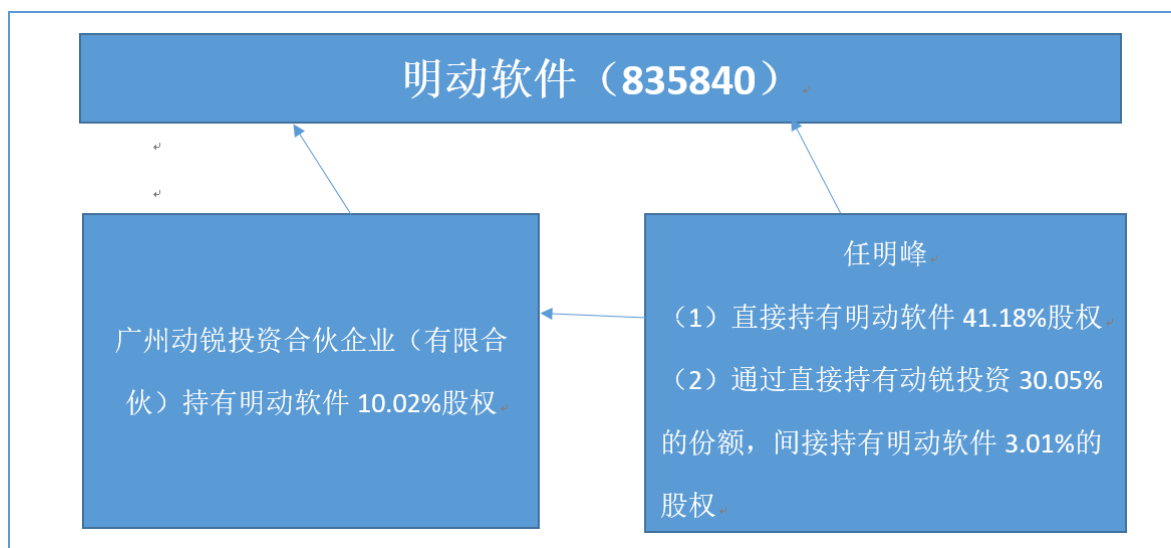 明动软件（835840）
广州动锐投资合伙企业（有限合
伙）持有明动软件 10.02%股权
任明峰
（1）直接持有明动软件 41.18%股权
（2）通过直接持有动锐投资 30.05%
的份额，间接持有明动软件 3.01%的
股权